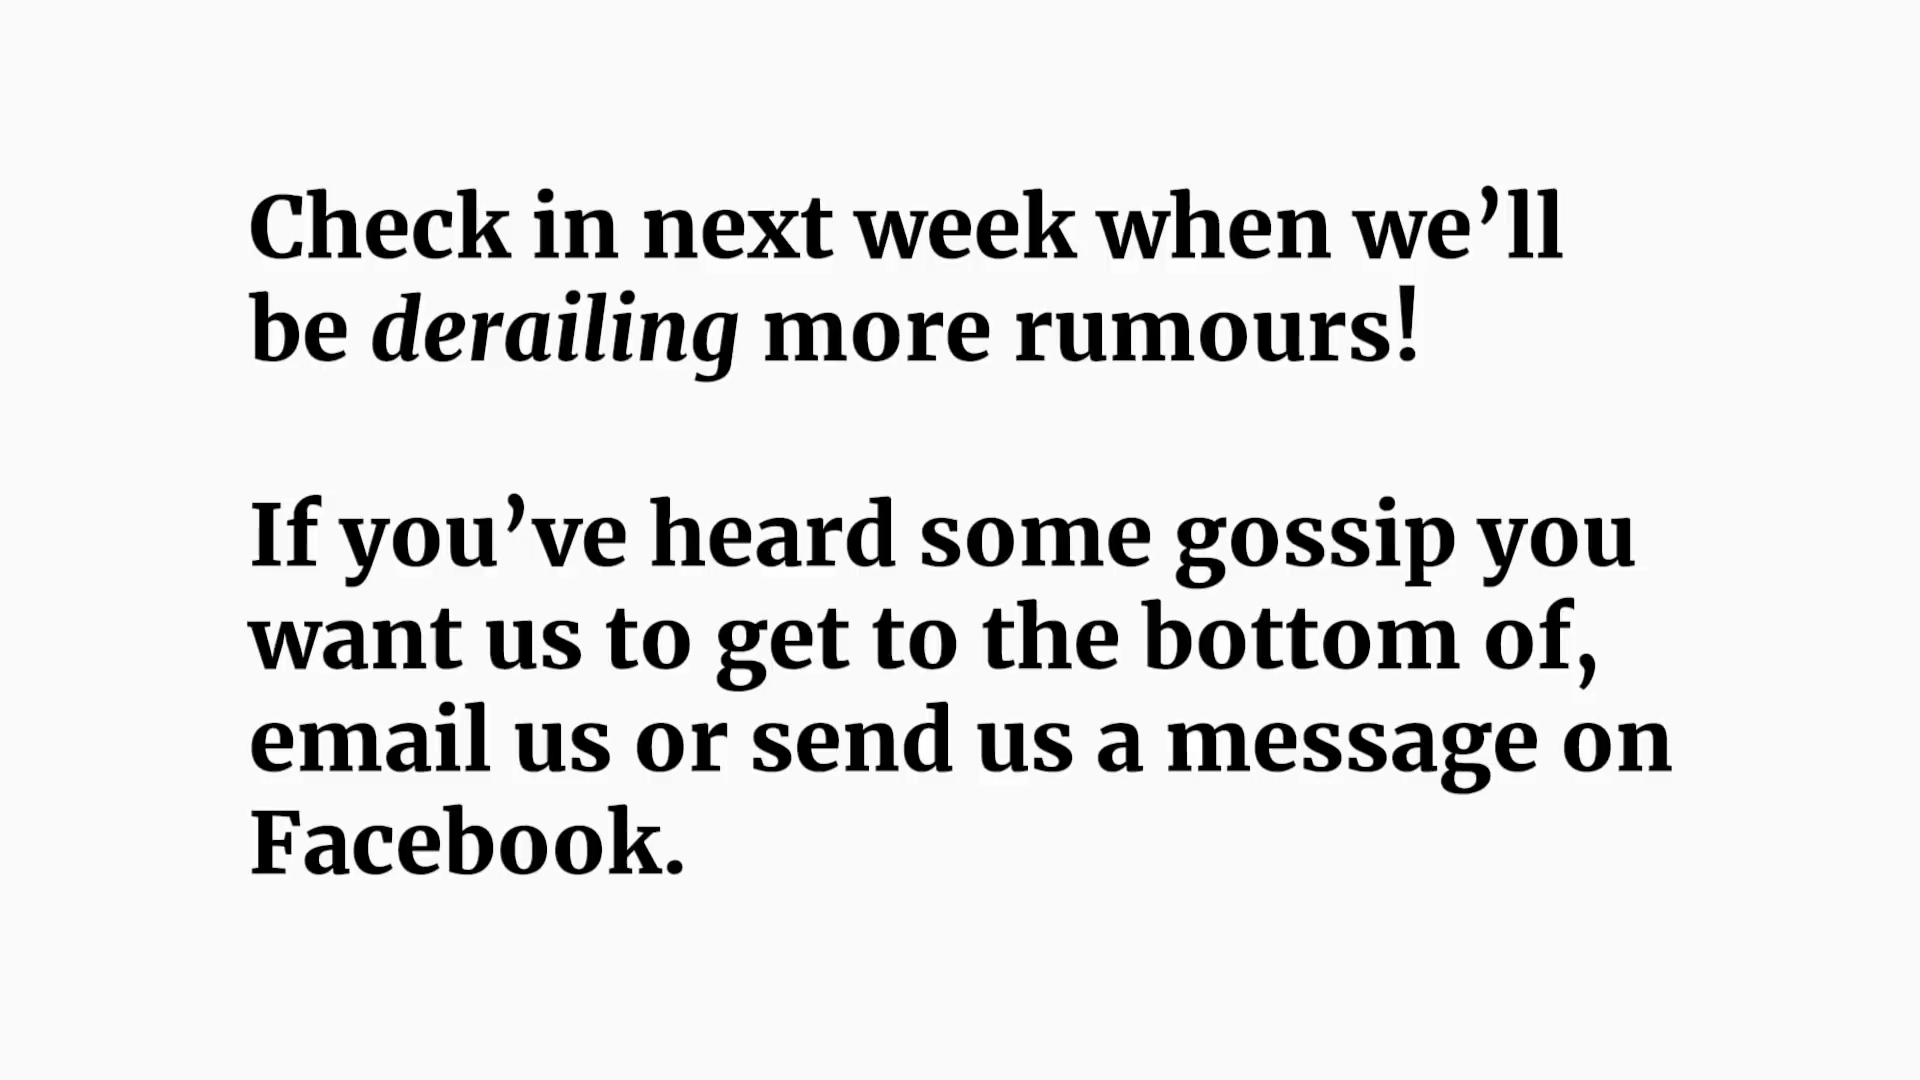 Check in next week when we’ll
be derailing more rumours!
If you’ve heard some gossip you
want us to get to the bottom of,
email us or send us a message on
Facebook.